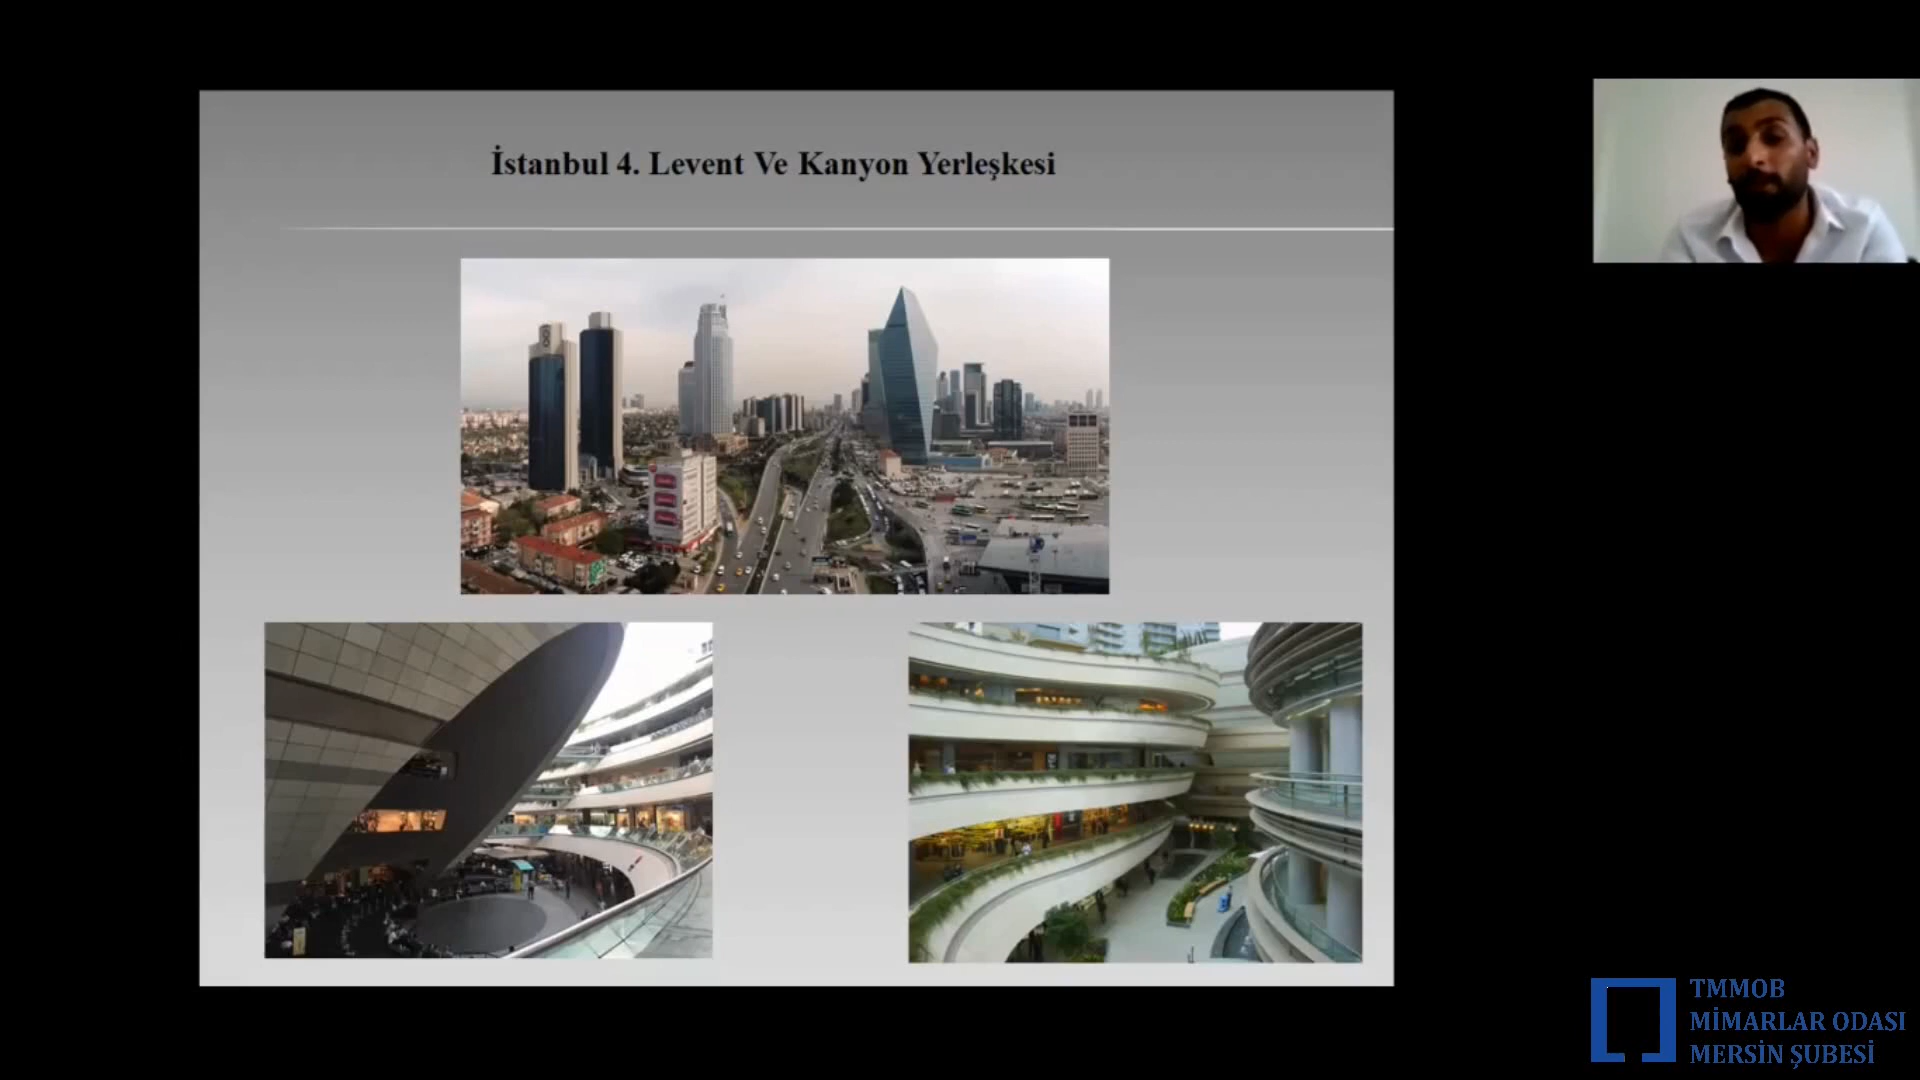 İstanbul 4. Levent Ve Kanyon Yerleşkesi
TMMOB
MİMARLAR ODASI
MERSİN ŞUBESİ